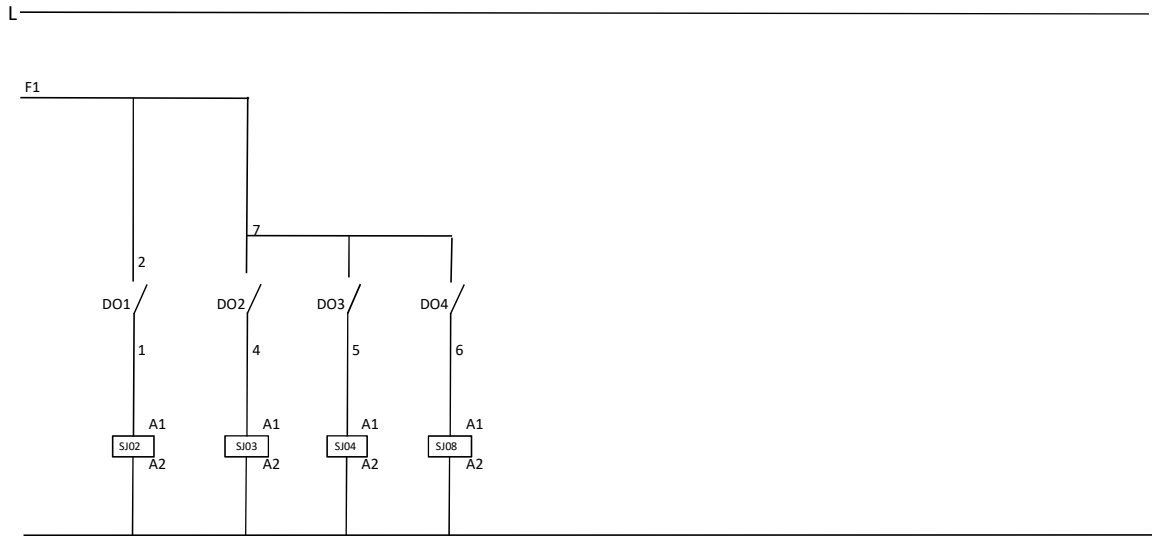 L
F1
7
2
DO1 DO2 DO3 DO4
1 4 5 6
A1 A1 A1 A1
SJ02 SJ03 SJ04 SJ08
A2 A2 A2 A2